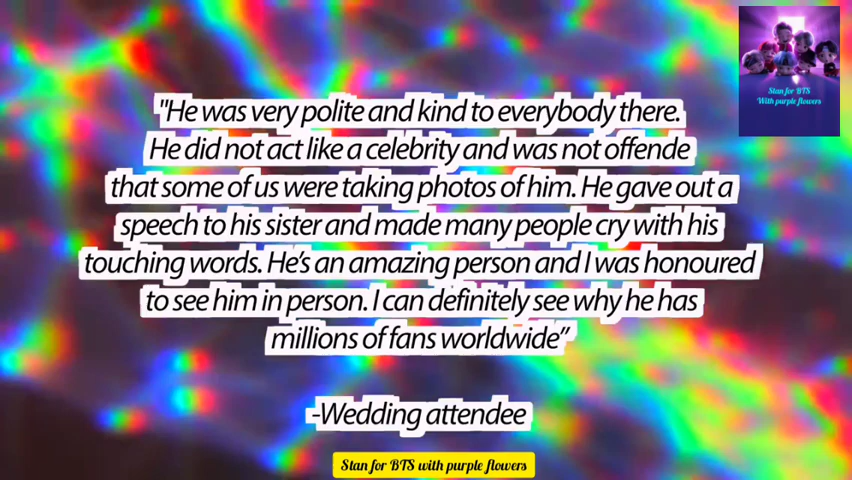 Stan for BTS
With purple flowers
"He was very polite and kind to everybody there.
He did not act like a celebrity and was not offende
that some of us were taking photos of him. He gave out a
speech to his sister and made many people cry with his
touching words. He's an amazing person and I was honoured
to see him in person. I can definitely see why he has
millions of fans worldwide”
-Wedding attendee
Stan for BTS with purple flowers